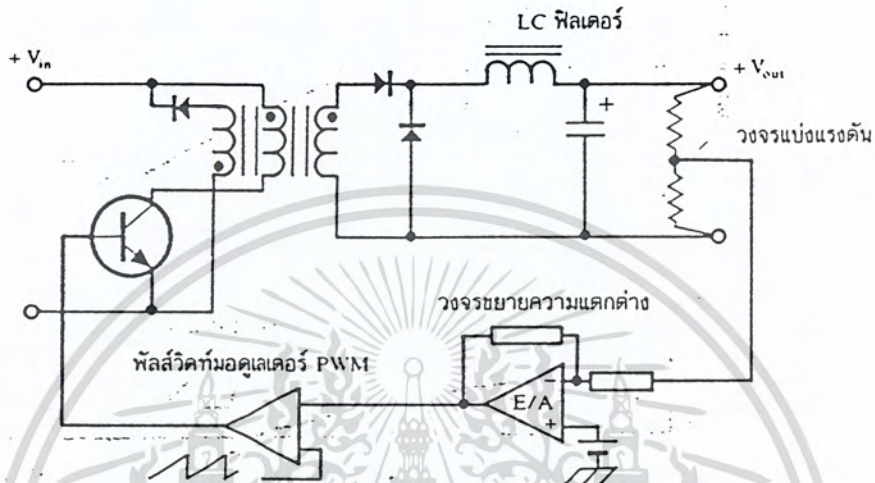 LC ฟิลเตอร์
+ Vin
+ Vout
+
วงจรแบ่งแรงดัน
วงจรขยายความแตกต่าง
พัลส์วิดท์มอดูเลเตอร์ PWM
-
E/A
+